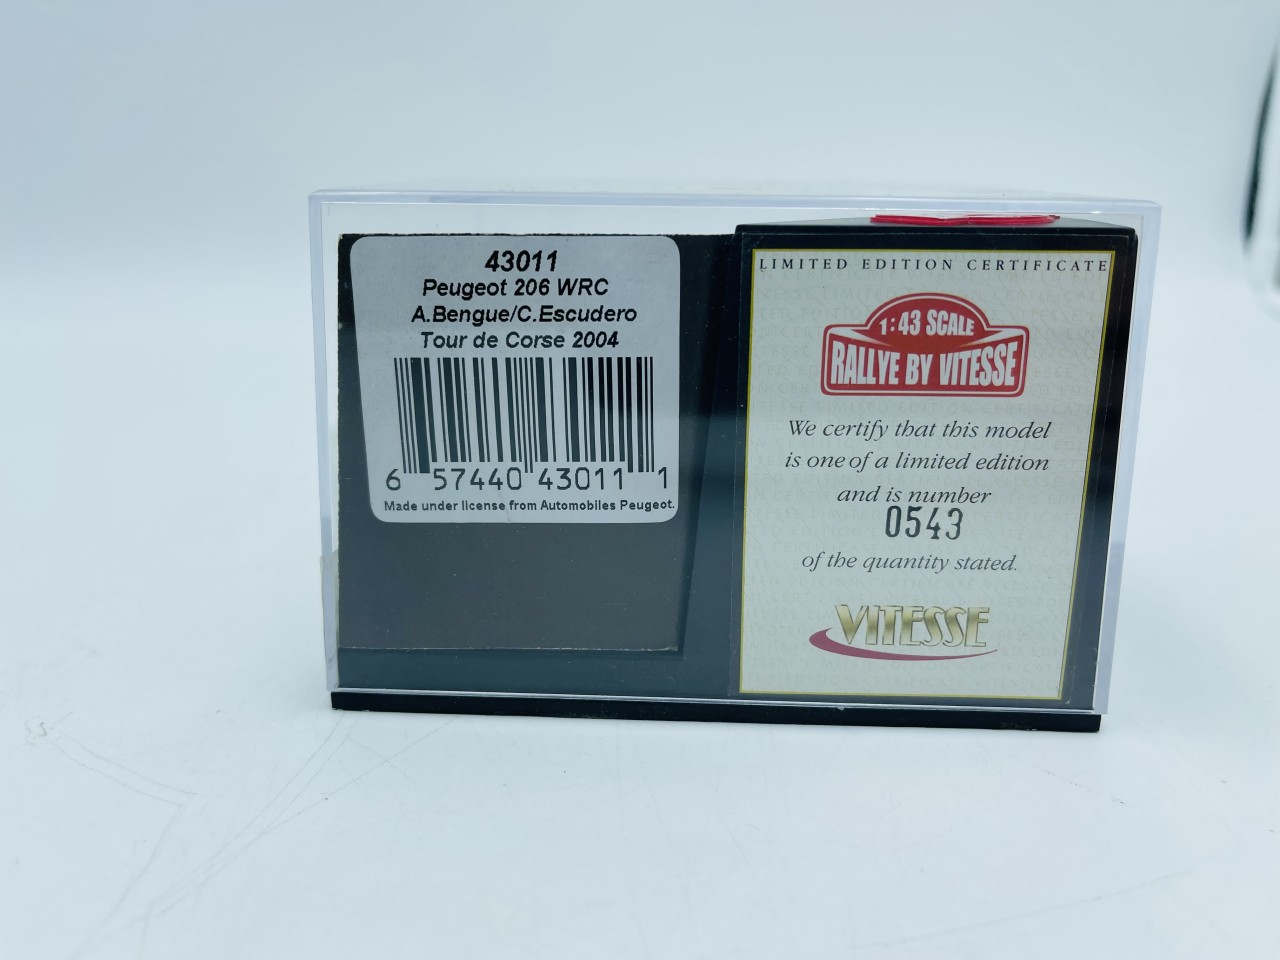 43011
Peugeot 206 WRC
A.Bengue/C.Escudero
Tour de Corse 2004
6 57440 43011 1
Made under license from Automobiles Peugeot.
LIMITED EDITION CERTIFICATE
1:43 SCALE
RALLYE BY VITESSE
We certify that this model
is one of a limited edition
and is number
0543
of the quantity stated.
VITESSE